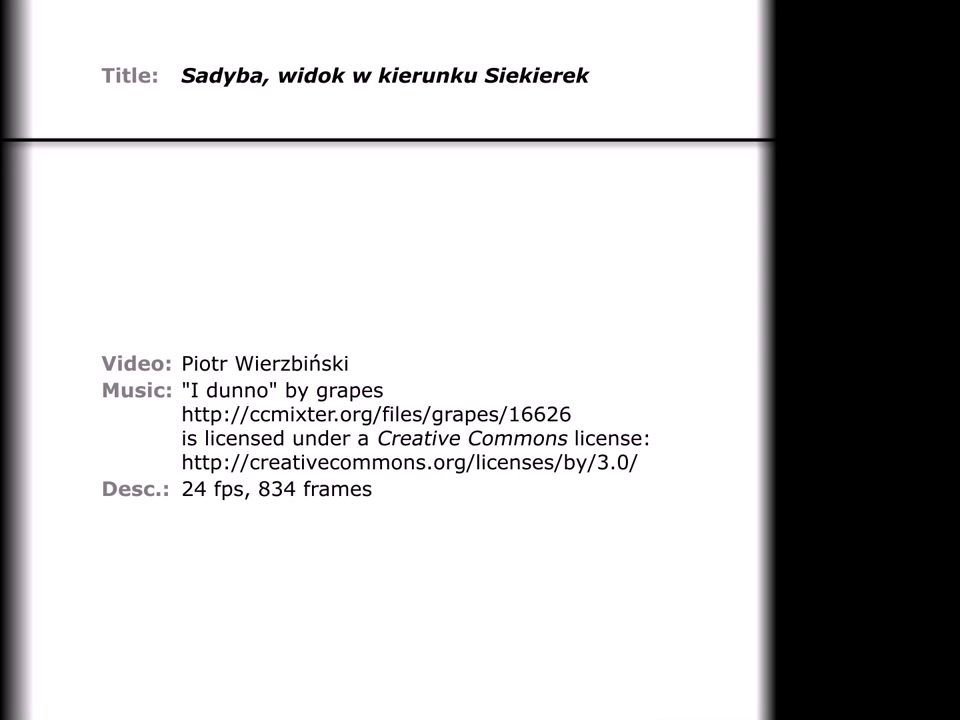 Title: Sadyba, widok w kierunku Siekierek
Video: Piotr Wierzbiński
Music: "I dunno" by grapes
http://ccmixter.org/files/grapes/16626
is licensed under a Creative Commons license:
http://creativecommons.org/licenses/by/3.0/
Desc.: 24 fps, 834 frames